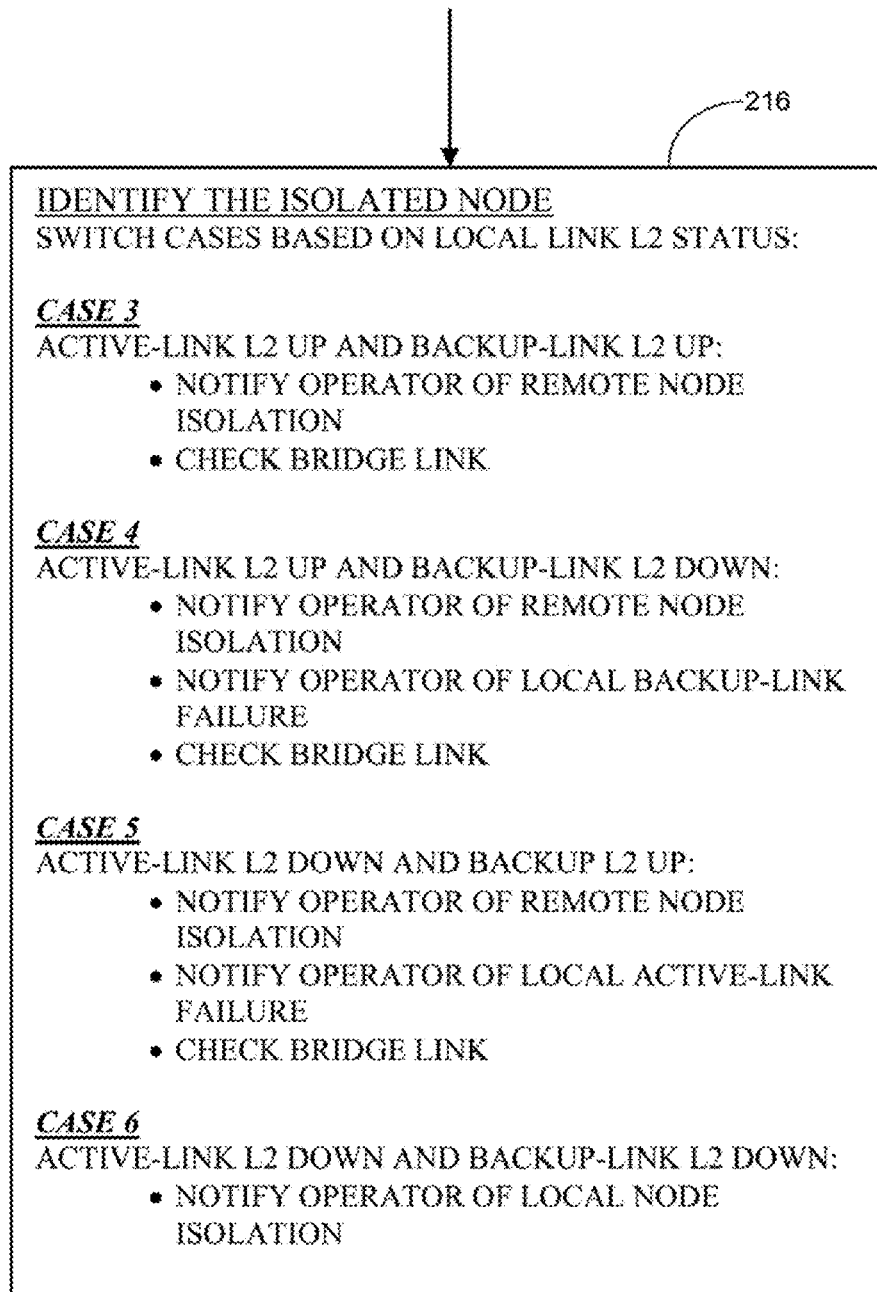 216
IDENTIFY THE ISOLATED NODE
SWITCH CASES BASED ON LOCAL LINK L2 STATUS:
CASE 3
ACTIVE-LINK L2 UP AND BACKUP-LINK L2 UP:
• NOTIFY OPERATOR OF REMOTE NODE
ISOLATION
• CHECK BRIDGE LINK
CASE 4
ACTIVE-LINK L2 UP AND BACKUP-LINK L2 DOWN:
• NOTIFY OPERATOR OF REMOTE NODE
ISOLATION
• NOTIFY OPERATOR OF LOCAL BACKUP-LINK
FAILURE
• CHECK BRIDGE LINK
CASE 5
ACTIVE-LINK L2 DOWN AND BACKUP L2 UP:
• NOTIFY OPERATOR OF REMOTE NODE
ISOLATION
• NOTIFY OPERATOR OF LOCAL ACTIVE-LINK
FAILURE
• CHECK BRIDGE LINK
CASE 6
ACTIVE-LINK L2 DOWN AND BACKUP-LINK L2 DOWN:
• NOTIFY OPERATOR OF LOCAL NODE
ISOLATION